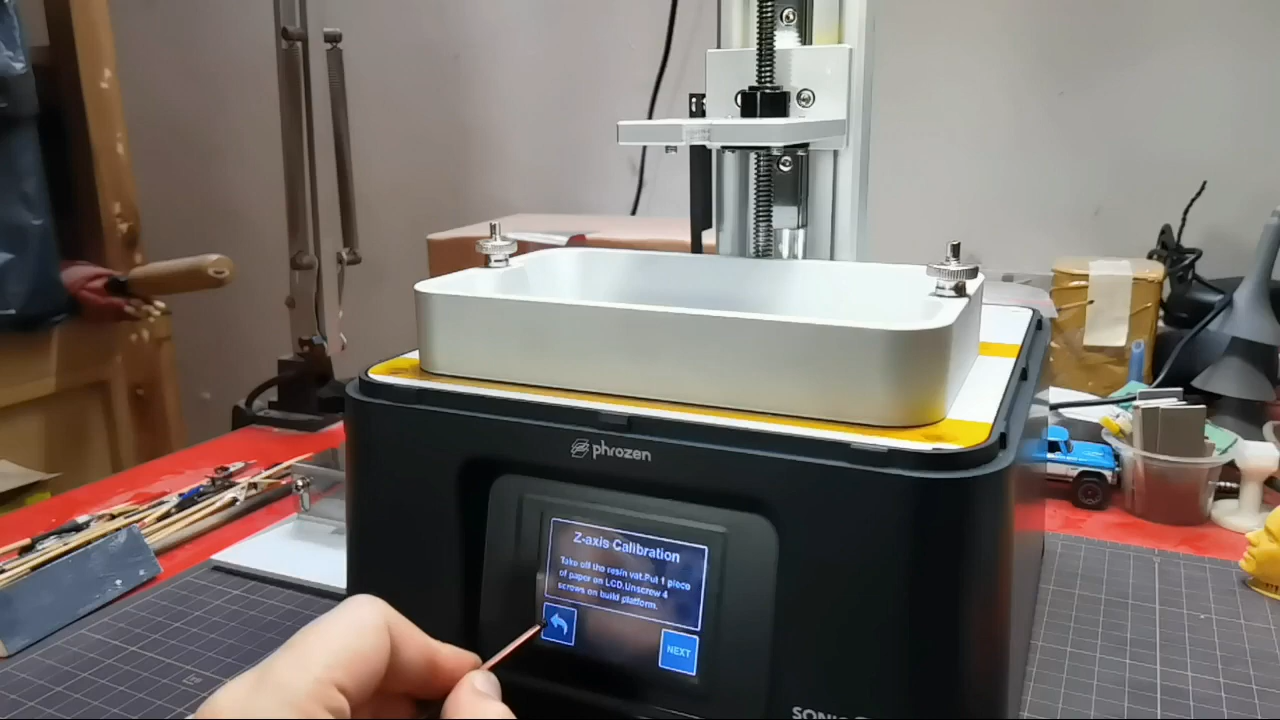 phrozen
Z-axis Calibration
Take off the resin vat.Put 1 piece
of paper on LCD.Unscrew 4
screws on build platform.
NEXT